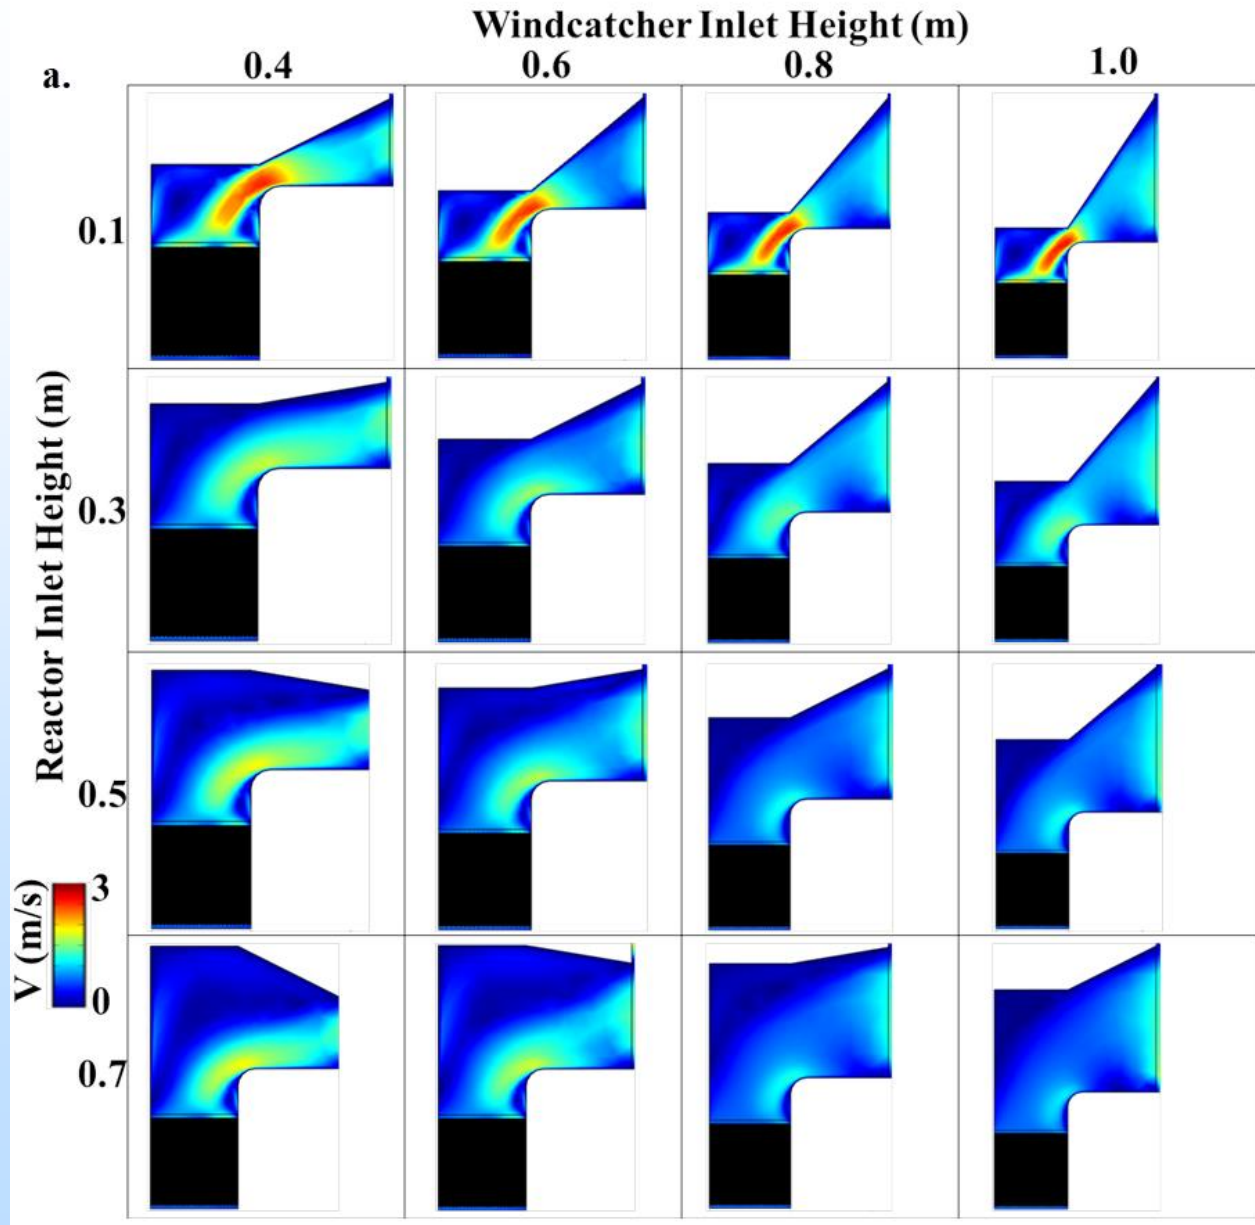 Windcatcher Inlet Height (m)
a.
0.4
0.6
0.8
1.0
Reactor Inlet Height (m)
0.1
0.3
0.5
0.7
V (m/s)
3
0